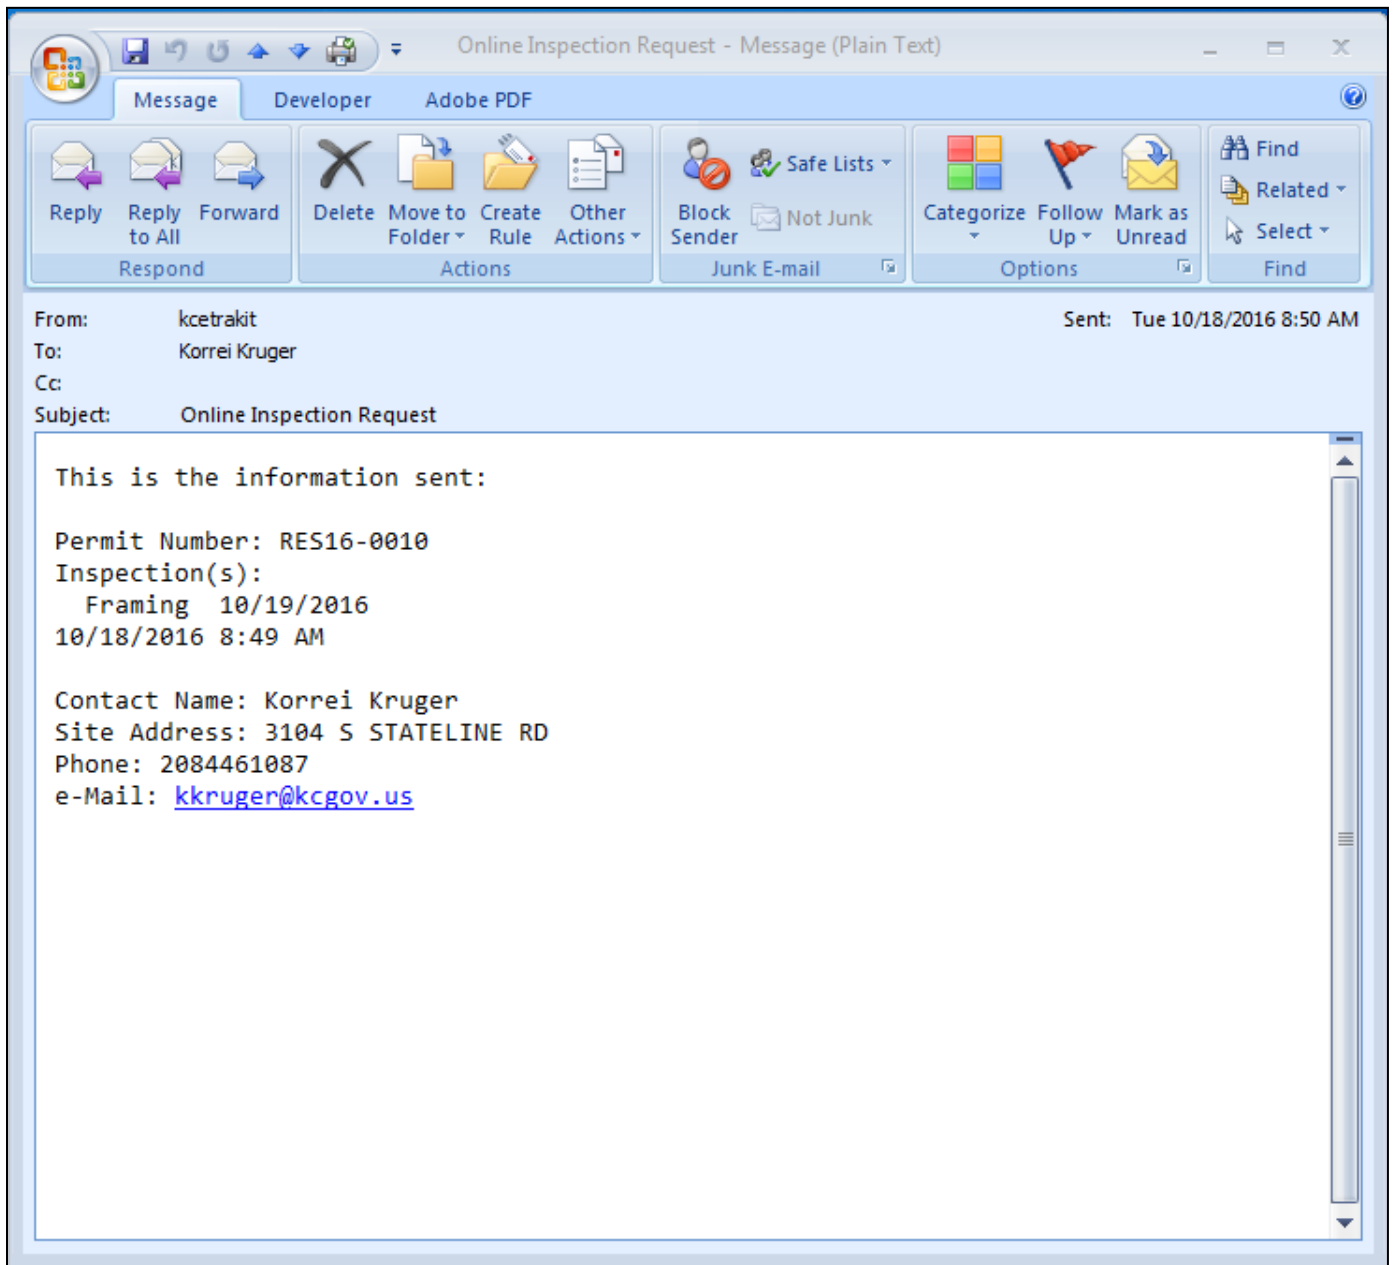 Online Inspection Request - Message (Plain Text)
Message Developer Adobe PDF
Reply
Reply to All
Forward
Respond
Delete
Move to Folder
Create Rule
Other Actions
Actions
Block Sender
Safe Lists
Not Junk
Junk E-mail
Categorize
Follow Up
Mark as Unread
Options
Find
Related
Select
Find
From: kcetrakit Sent: Tue 10/18/2016 8:50 AM
To: Korrei Kruger
Cc:
Subject: Online Inspection Request
This is the information sent:
Permit Number: RES16-0010
Inspection(s):
Framing 10/19/2016
10/18/2016 8:49 AM
Contact Name: Korrei Kruger
Site Address: 3104 S STATELINE RD
Phone: 2084461087
e-Mail: kkruger@kcgov.us